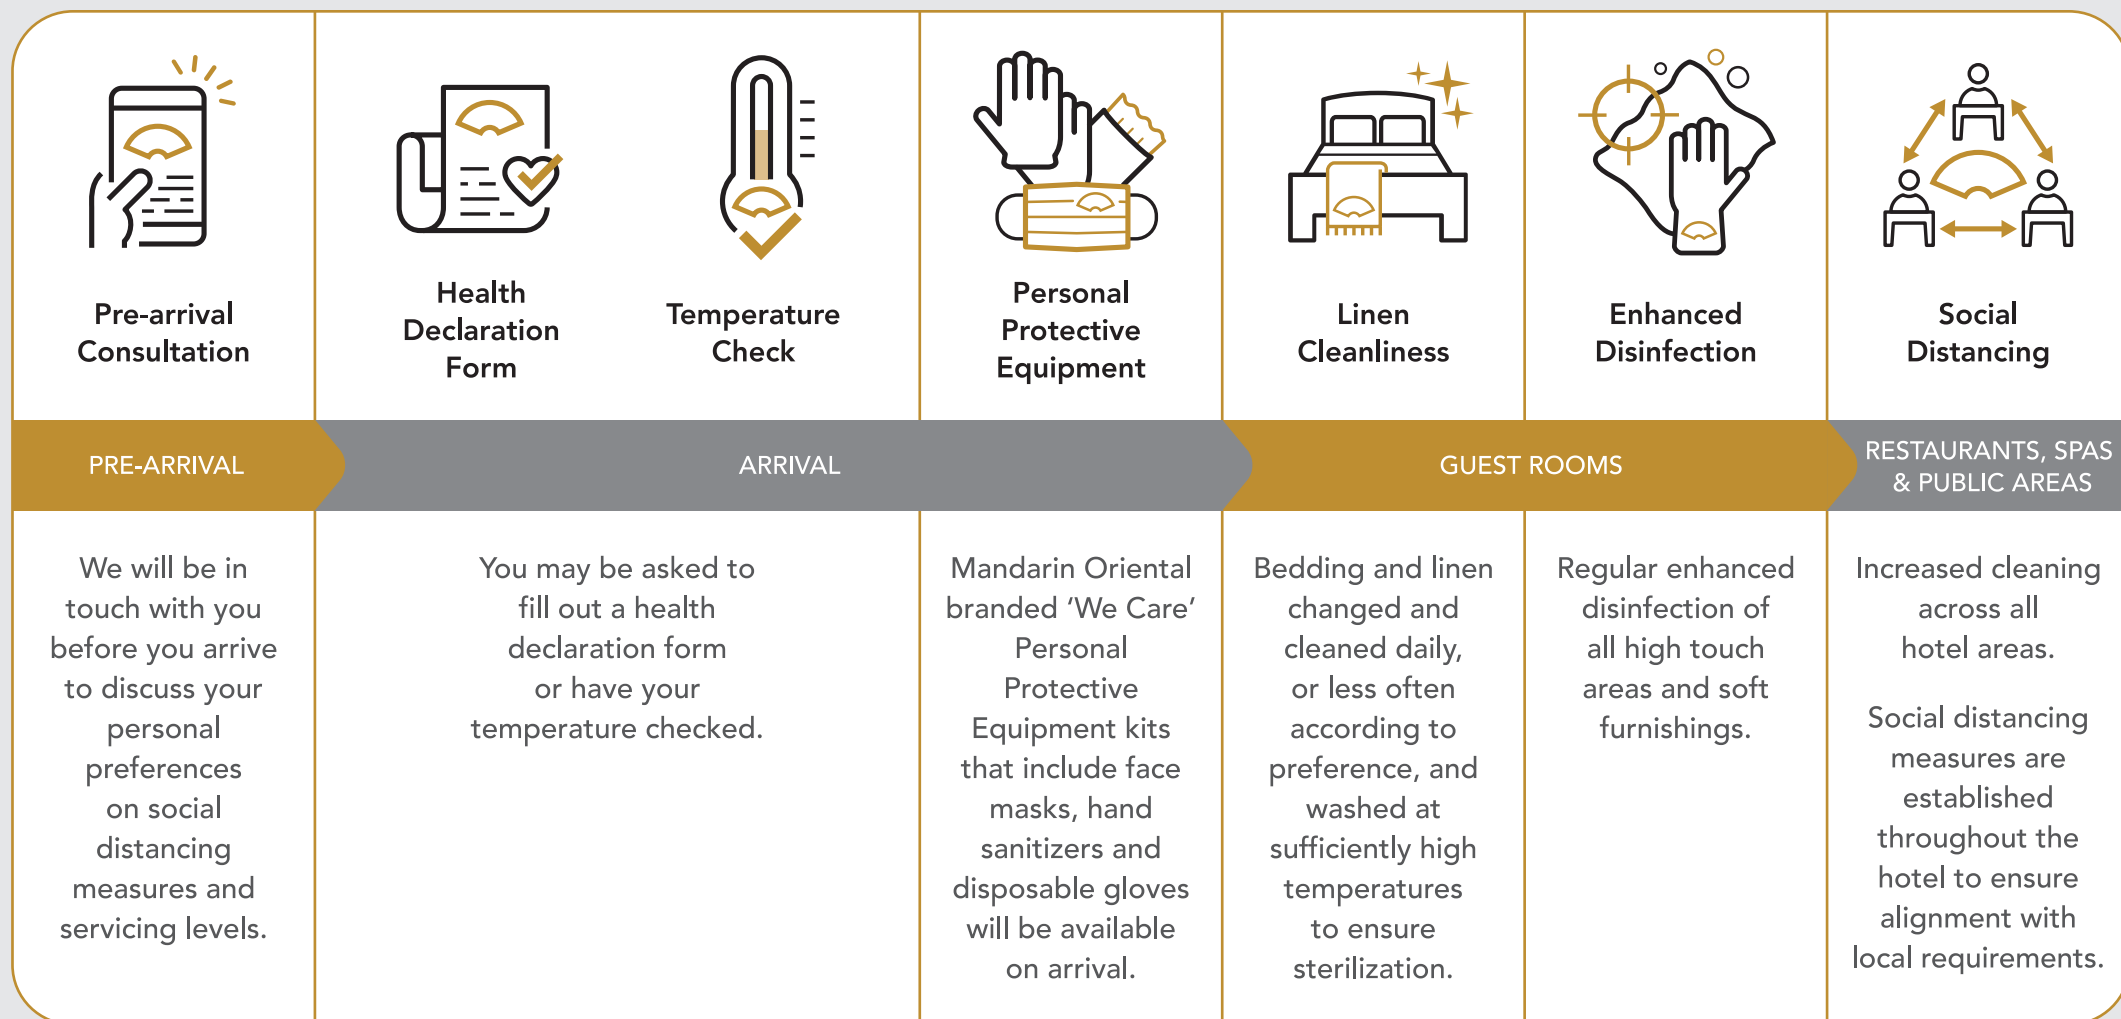 Pre-arrival
Consultation
Health
Declaration
Form
Temperature
Check
Personal
Protective
Equipment
Linen
Cleanliness
Enhanced
Disinfection
Social
Distancing
PRE-ARRIVAL
ARRIVAL
GUEST ROOMS
RESTAURANTS, SPAS
& PUBLIC AREAS
We will be in
touch with you
before you arrive
to discuss your
personal
preferences
on social
distancing
measures and
servicing levels.
You may be asked to
fill out a health
declaration form
or have your
temperature checked.
Mandarin Oriental
branded ‘We Care’
Personal
Protective
Equipment kits
that include face
masks, hand
sanitizers and
disposable gloves
will be available
on arrival.
Bedding and linen
changed and
cleaned daily,
or less often
according to
preference, and
washed at
sufficiently high
temperatures
to ensure
sterilization.
Regular enhanced
disinfection of
all high touch
areas and soft
furnishings.
Increased cleaning
across all
hotel areas.
Social distancing
measures are
established
throughout the
hotel to ensure
alignment with
local requirements.